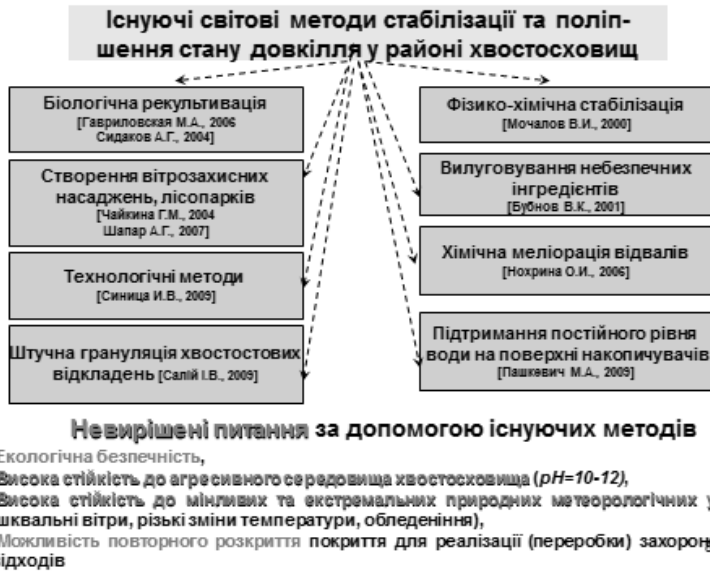 Існуючі світові методи стабілізації та поліп-
шення стану довкілля у районі хвостосховищ
Біологічна рекультивація
[Гавриловская М.А., 2006
Сидаков А.Г., 2004]
Створення вітрозахисних
насаджень, лісопарків
[Чайкина Г.М., 2004
Шапар А.Г., 2007]
Технологічні методи
[Синица И.В., 2009]
Штучна грануляція хвостостових
відкладень [Салій І.В., 2009]
Фізико-хімічна стабілізація
[Мочалов В.И., 2000]
Вилуговування небезпечних
інгредієнтів
[Бубнов В.К., 2001]
Хімічна меліорація відвалів
[Нохрина О.И., 2006]
Підтримання постійного рівня
води на поверхні накопичувачів
[Пашкевич М.А., 2009]
Невирішені питання за допомогою існуючих методів
Екологічна безпечність,
Висока стійкість до агресивного середовища хвостосховища (pH=10-12),
Висока стійкість до мінливих та екстремальних природних метеорологічних у
шквальні вітри, різькі зміни температури, обледеніння),
Можливість повторного розкриття покриття для реалізації (переробки) захорон
ідходів